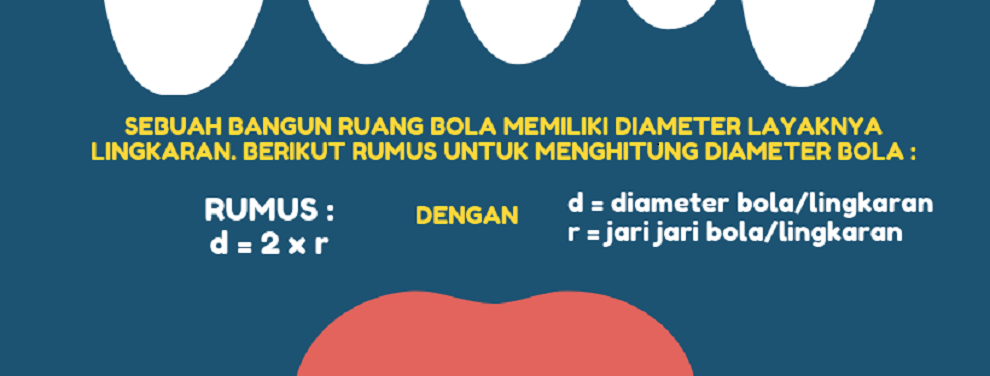 SEBUAH BANGUN RUANG BOLA MEMILIKI DIAMETER LAYAKNYA
LINGKARAN. BERIKUT RUMUS UNTUK MENGHITUNG DIAMETER BOLA :
RUMUS :
d = 2 x r
DENGAN
d = diameter bola/lingkaran
r = jari jari bola/lingkaran